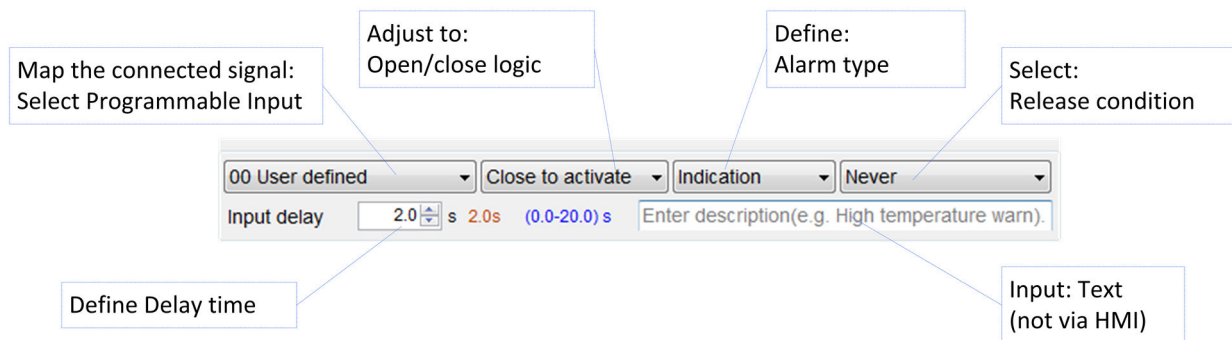 Adjust to:
Open/close logic
Define:
Alarm type
Map the connected signal:
Select Programmable Input
Select:
Release condition
00 User defined
Close to activate
Indication
Never
Input delay
2.0 s 2.0s (0.0-20.0) s
Enter description(e.g. High temperature warn).
Define Delay time
Input: Text
(not via HMI)